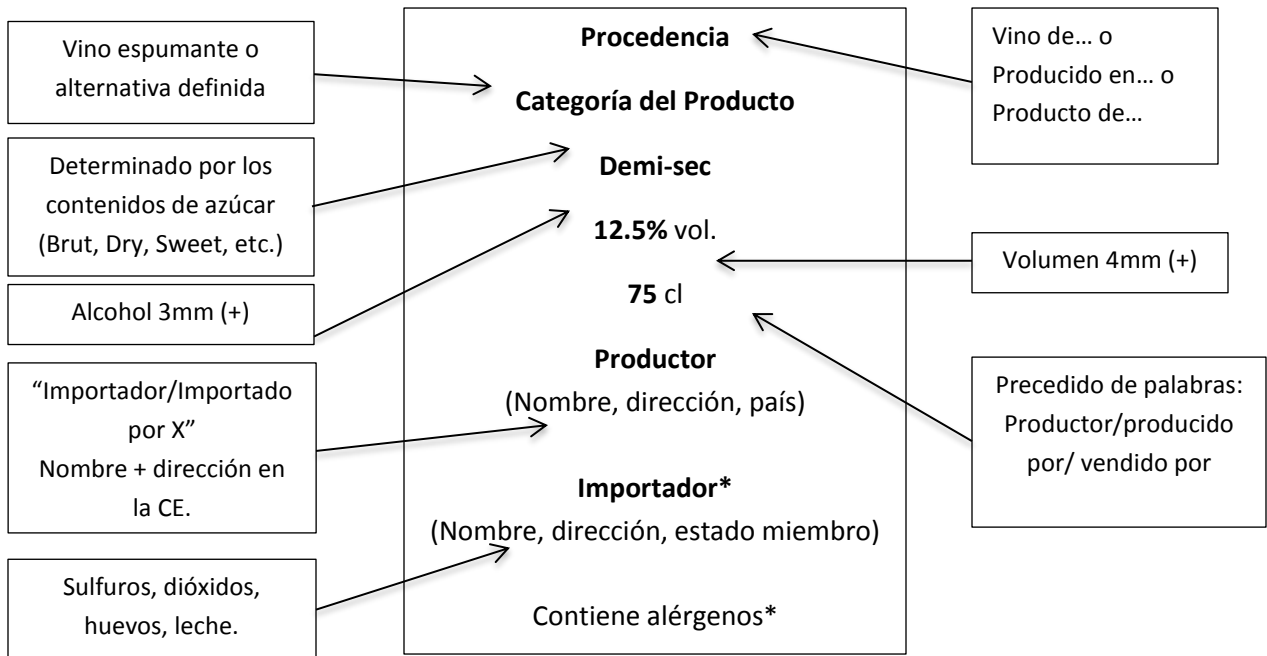 Vino espumante o
alternativa definida
Determinado por los
contenidos de azúcar
(Brut, Dry, Sweet, etc.)
Alcohol 3mm (+)
“Importador/Importado
por X”
Nombre + dirección en
la CE.
Sulfuros, dióxidos,
huevos, leche.
Procedencia
Categoría del Producto
Demi-sec
12.5% vol.
75 cl
Productor
(Nombre, dirección, país)
Importador*
(Nombre, dirección, estado miembro)
Contiene alérgenos*
Vino de… o
Producido en… o
Producto de…
Volumen 4mm (+)
Precedido de palabras:
Productor/producido
por/ vendido por